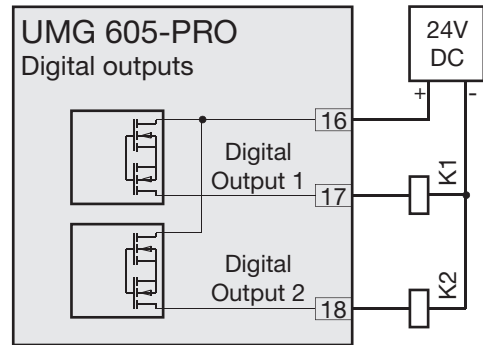 UMG 605-PRO
Digital outputs
24V
DC
+ -
16
Digital
Output 1
17
K1
Digital
Output 2
18
K2